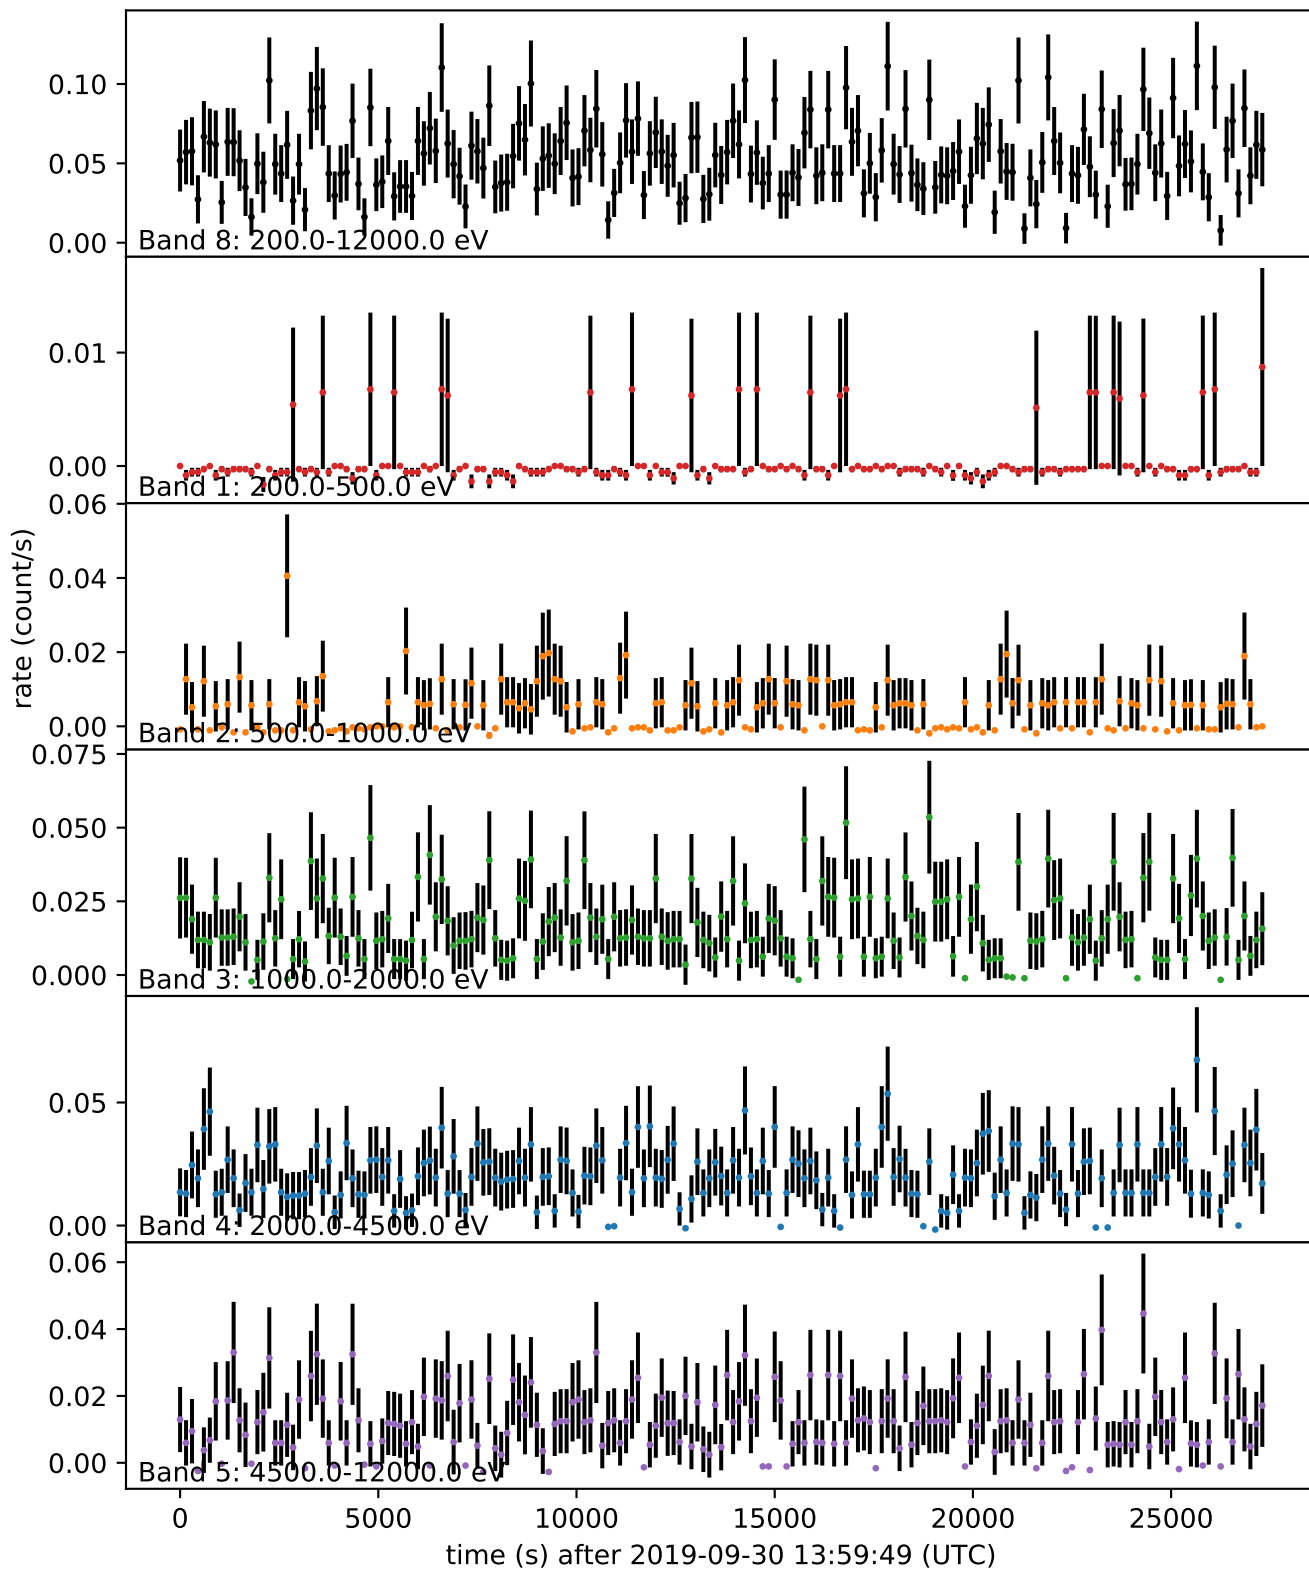 0.10
0.05
0.00
Band 8: 200.0-12000.0 eV
0.01
0.00
Band 1: 200.0-500.0 eV
0.06
0.04
0.02
0.00
Band 2: 500.0-1000.0 eV
rate (count/s)
0.075
0.050
0.025
0.000
Band 3: 1000.0-2000.0 eV
0.05
0.00
Band 4: 2000.0-4500.0 eV
0.06
0.04
0.02
0.00
Band 5: 4500.0-12000.0 eV
0 5000 10000 15000 20000 25000
time (s) after 2019-09-30 13:59:49 (UTC)